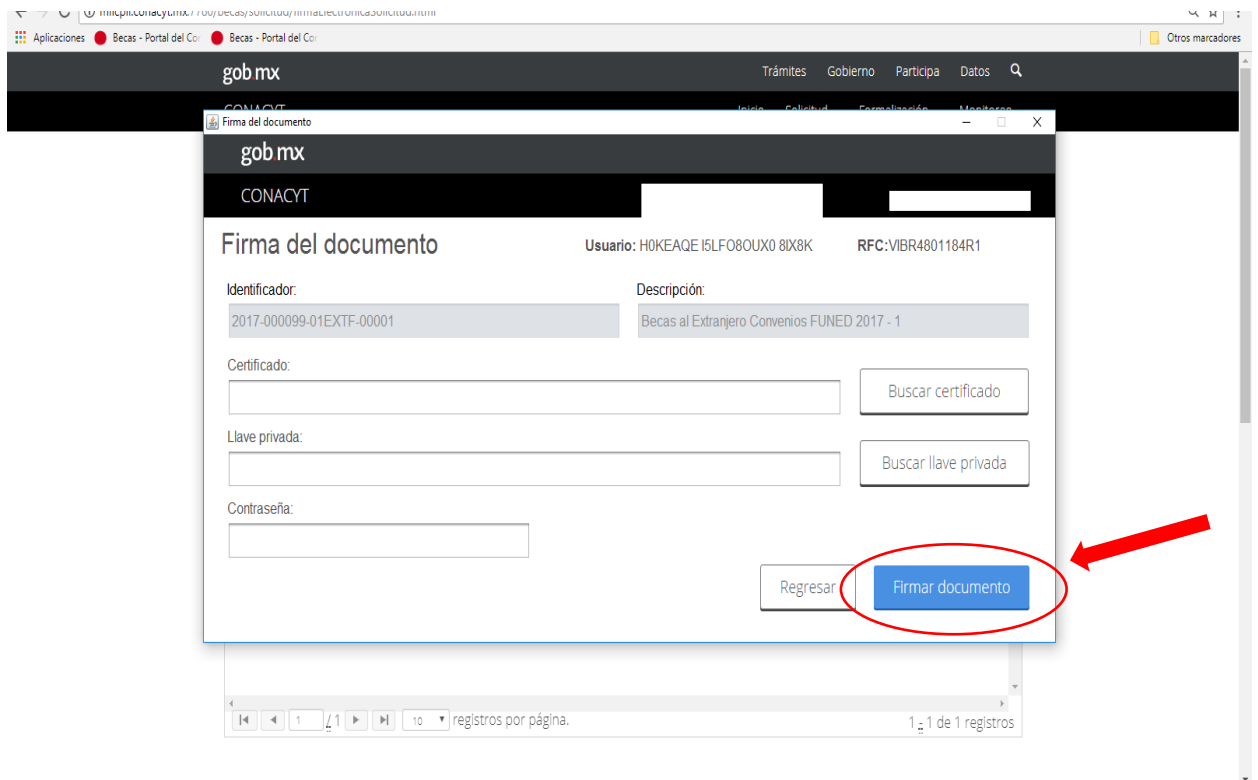 Aplicaciones Becas - Portal del Con Becas - Portal del Con Otros marcadores
gob.mx Trámites Gobierno Participa Datos
Firma del documento
gob.mx
CONACYT
Firma del documento Usuario: H0KEAQE I5LFO8OUX0 8IX8K RFC:VIBR4801184R1
Identificador: Descripción:
2017-000099-01EXTF-00001 Becas al Extranjero Convenios FUNED 2017 - 1
Certificado:
Buscar certificado
Llave privada:
Buscar llave privada
Contraseña:
Regresar Firmar documento
1 / 1 10 registros por página. 1 - 1 de 1 registros